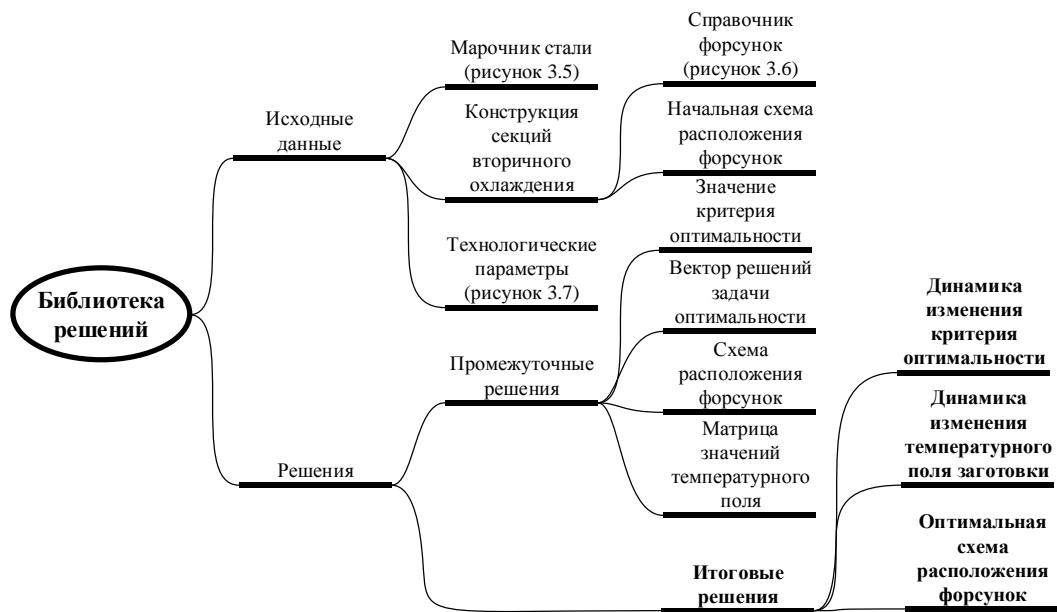 Библиотека
решений
Исходные
данные
Марочник стали
(рисунок 3.5)
Конструкция
секций
вторичного
охлаждения
Справочник
форсунок
(рисунок 3.6)
Начальная схема
расположения
форсунок
Технологические
параметры
(рисунок 3.7)
Решения
Промежуточные
решения
Значение
критерия
оптимальности
Вектор решений
задачи
оптимальности
Схема
расположения
форсунок
Матрица
значений
температурного
поля
Итоговые
решения
Динамика
изменения
критерия
оптимальности
Динамика
изменения
температурного
поля заготовки
Оптимальная
схема
расположения
форсунок